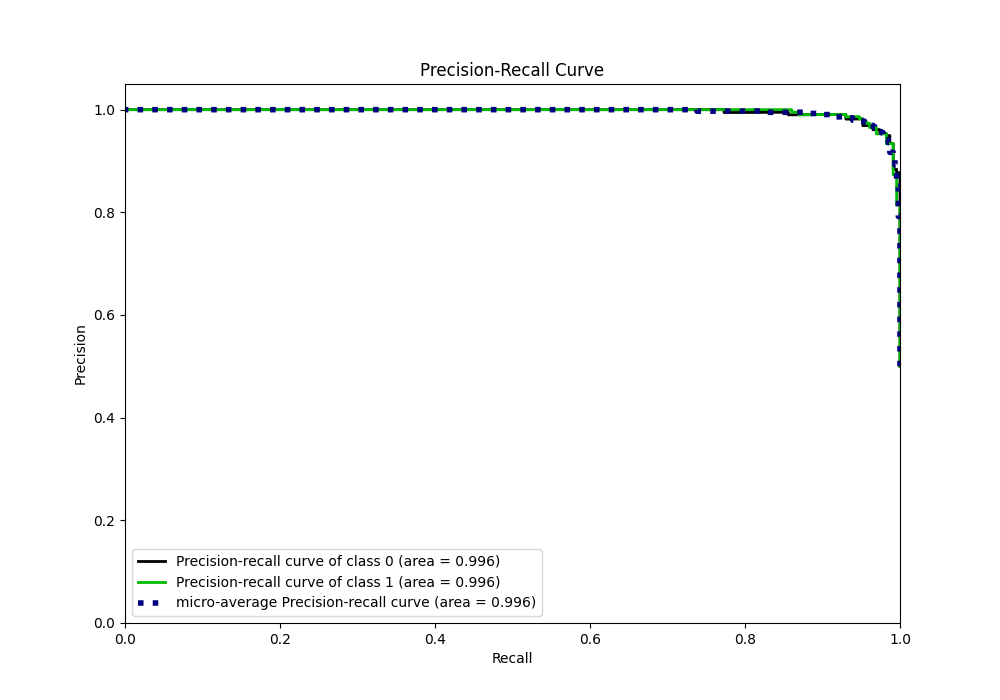 Precision-Recall Curve
1.0
0.8
0.6
0.4
0.2
0.0
Precision
Precision-recall curve of class 0 (area = 0.996)
Precision-recall curve of class 1 (area = 0.996)
micro-average Precision-recall curve (area = 0.996)
0.0 0.2 0.4 0.6 0.8 1.0
Recall